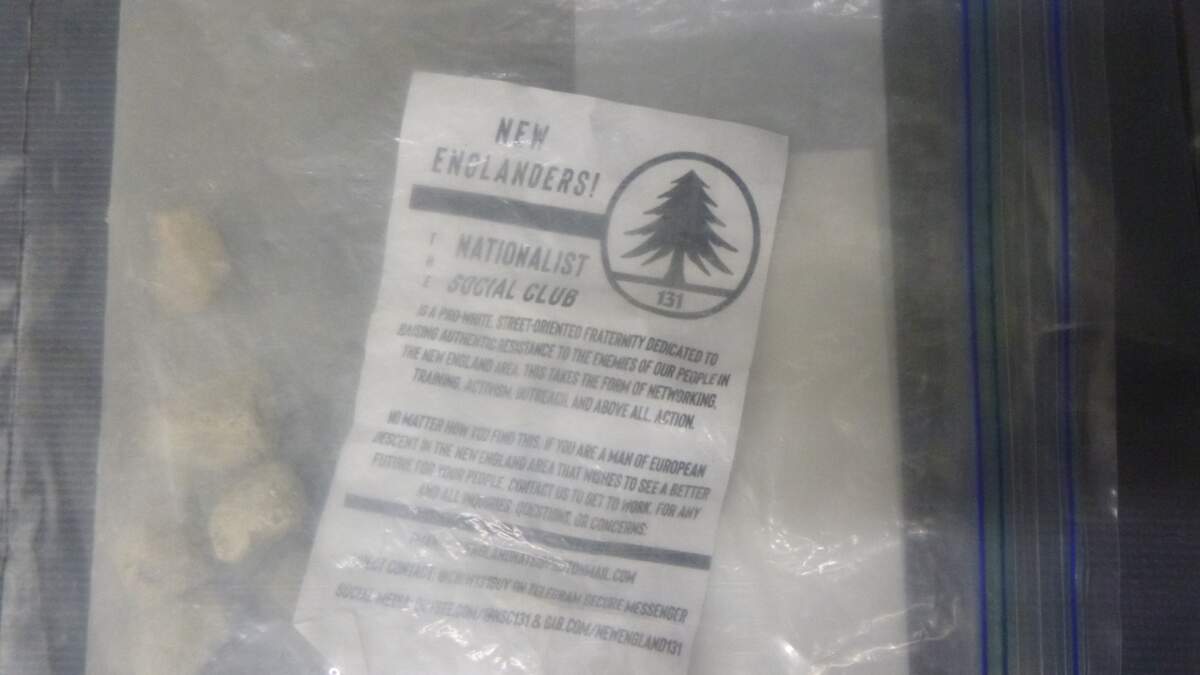 NEW
ENGLANDERS!
THE
NATIONALIST
SOCIAL CLUB
131
IS A PRO-WHITE, STREET-ORIENTED FRATERNITY DEDICATED TO
RAISING AUTHENTIC RESISTANCE TO THE ENEMIES OF OUR PEOPLE IN
THE NEW ENGLAND AREA. THIS TAKES THE FORM OF NETWORKING,
TRAINING, ACTIVISM, OUTREACH, AND ABOVE ALL, ACTION.
NO MATTER HOW YOU FIND THIS, IF YOU ARE A MAN OF EUROPEAN
DESCENT IN THE NEW ENGLAND AREA THAT WISHES TO SEE A BETTER
FUTURE FOR YOUR PEOPLE, CONTACT US TO GET TO WORK. FOR ANY
AND ALL INQUIRIES, QUESTIONS, OR CONCERNS:
CONTACT: ON TELEGRAM SECURE MESSENGER
SOCIAL MEDIA: & GAB.COM/NEWENGLAND131